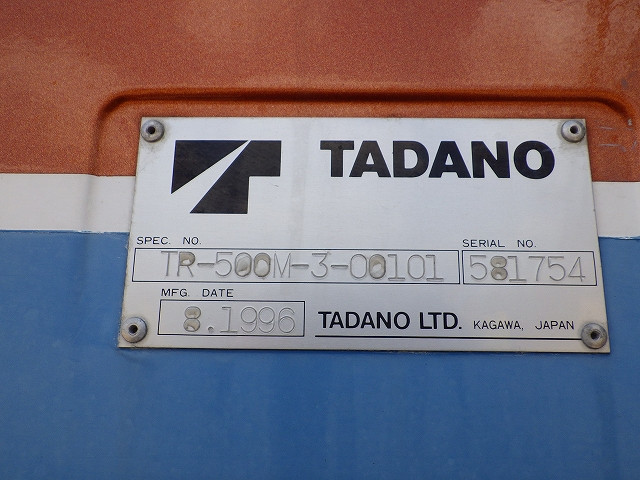 TADANO
SPEC. NO. SERIAL NO.
TR-500M-3-00101 581754
MFG. DATE
8.1996 TADANO LTD. KAGAWA, JAPAN